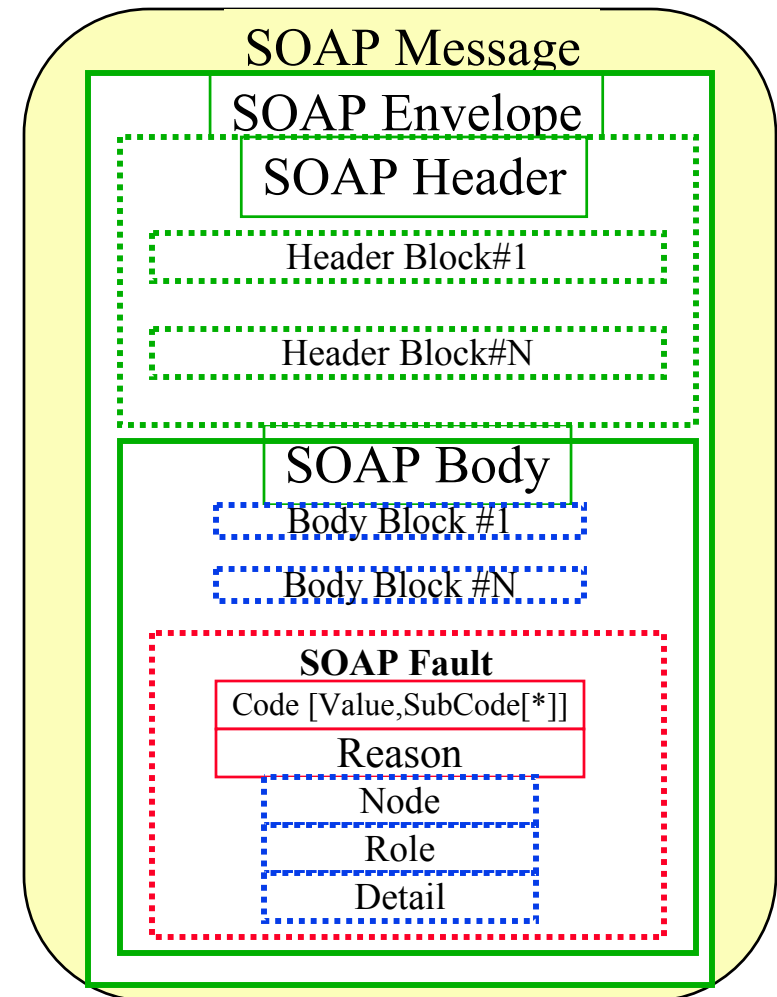 SOAP Message
SOAP Envelope
SOAP Header
Header Block#1
Header Block#N
SOAP Body
Body Block #1
Body Block #N
SOAP Fault
Code [Value,SubCode[*]]
Reason
Node
Role
Detail